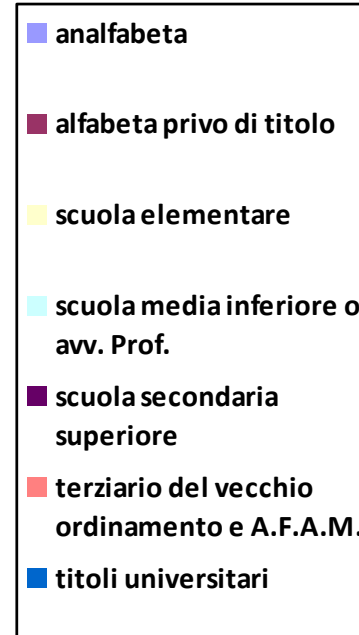 analfabeta
alfabeta privo di titolo
scuola elementare
scuola media inferiore o
avv. Prof.
scuola secondaria
superiore
terziario del vecchio
ordinamento e A.F.A.M.
titoli universitari